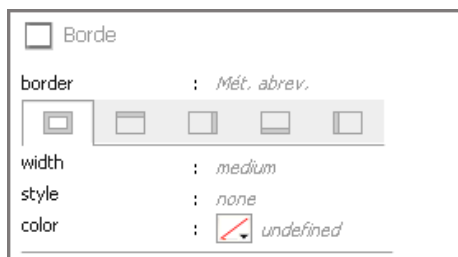 Borde
border : Mét. abrev.
width : medium
style : none
color : undefined